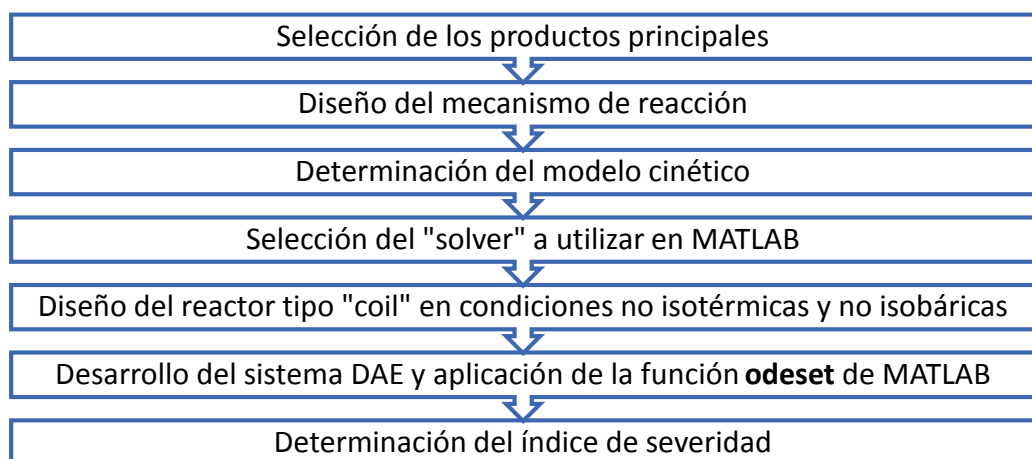 Selección de los productos principales
Diseño del mecanismo de reacción
Determinación del modelo cinético
Selección del "solver" a utilizar en MATLAB
Diseño del reactor tipo "coil" en condiciones no isotérmicas y no isobáricas
Desarrollo del sistema DAE y aplicación de la función odeset de MATLAB
Determinación del índice de severidad